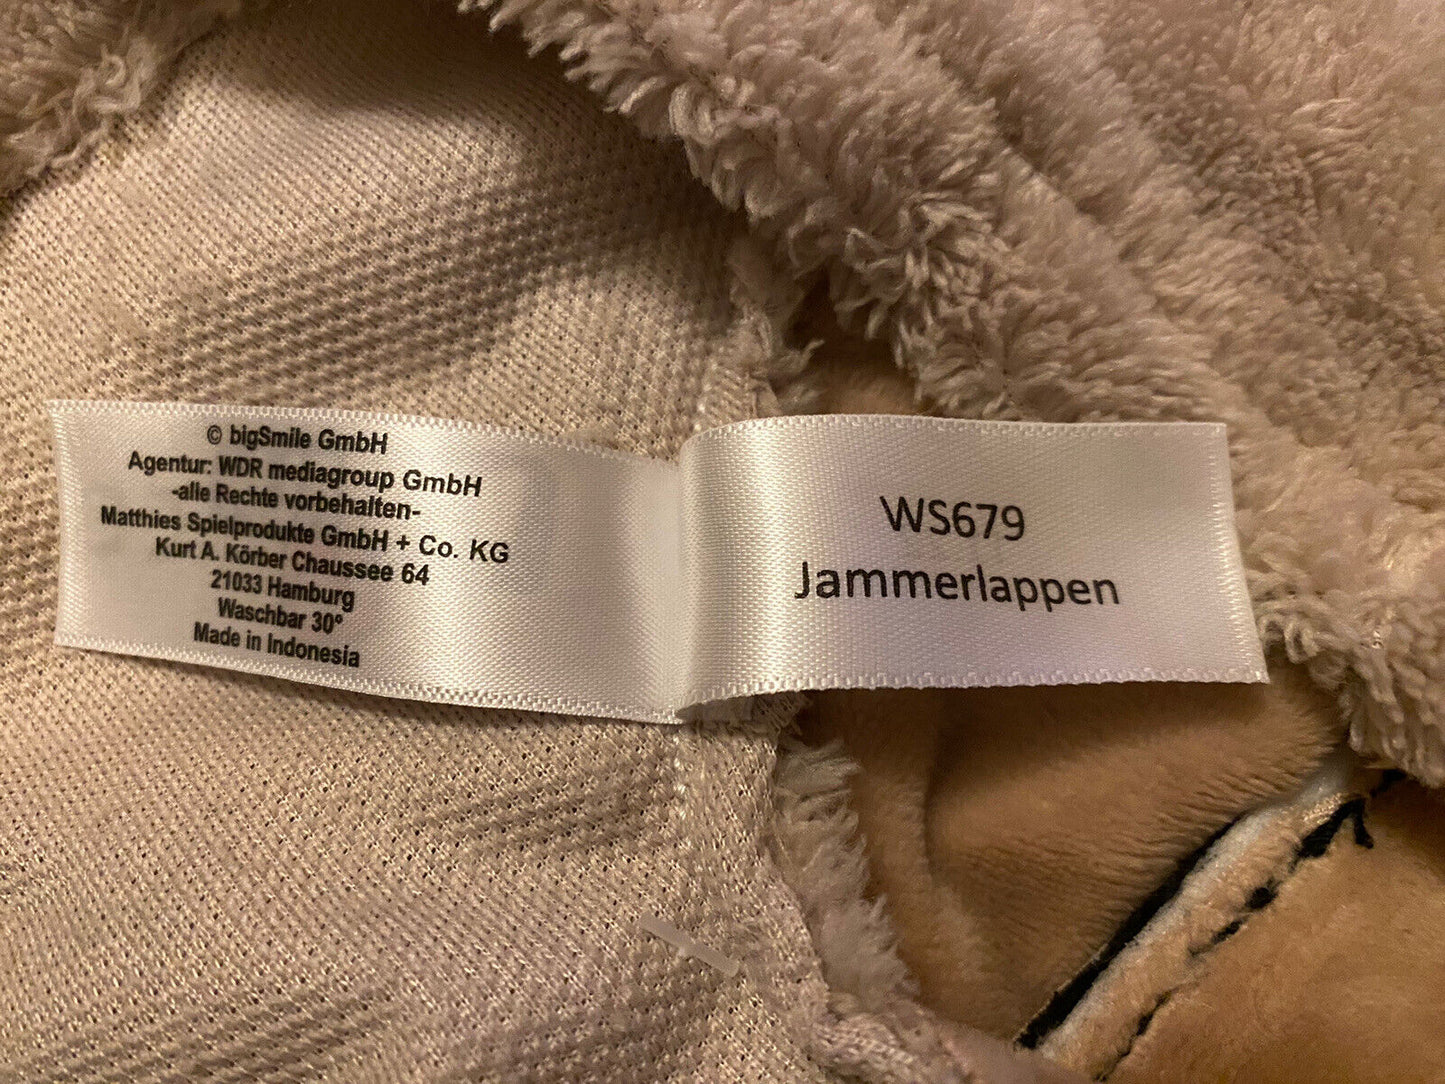 © bigSmile GmbH
Agentur: WDR mediagroup GmbH
-alle Rechte vorbehalten-
Matthies Spielprodukte GmbH + Co. KG
Kurt A. Körber Chaussee 64
21033 Hamburg
Waschbar 30°
Made in Indonesia
WS679
Jammerlappen